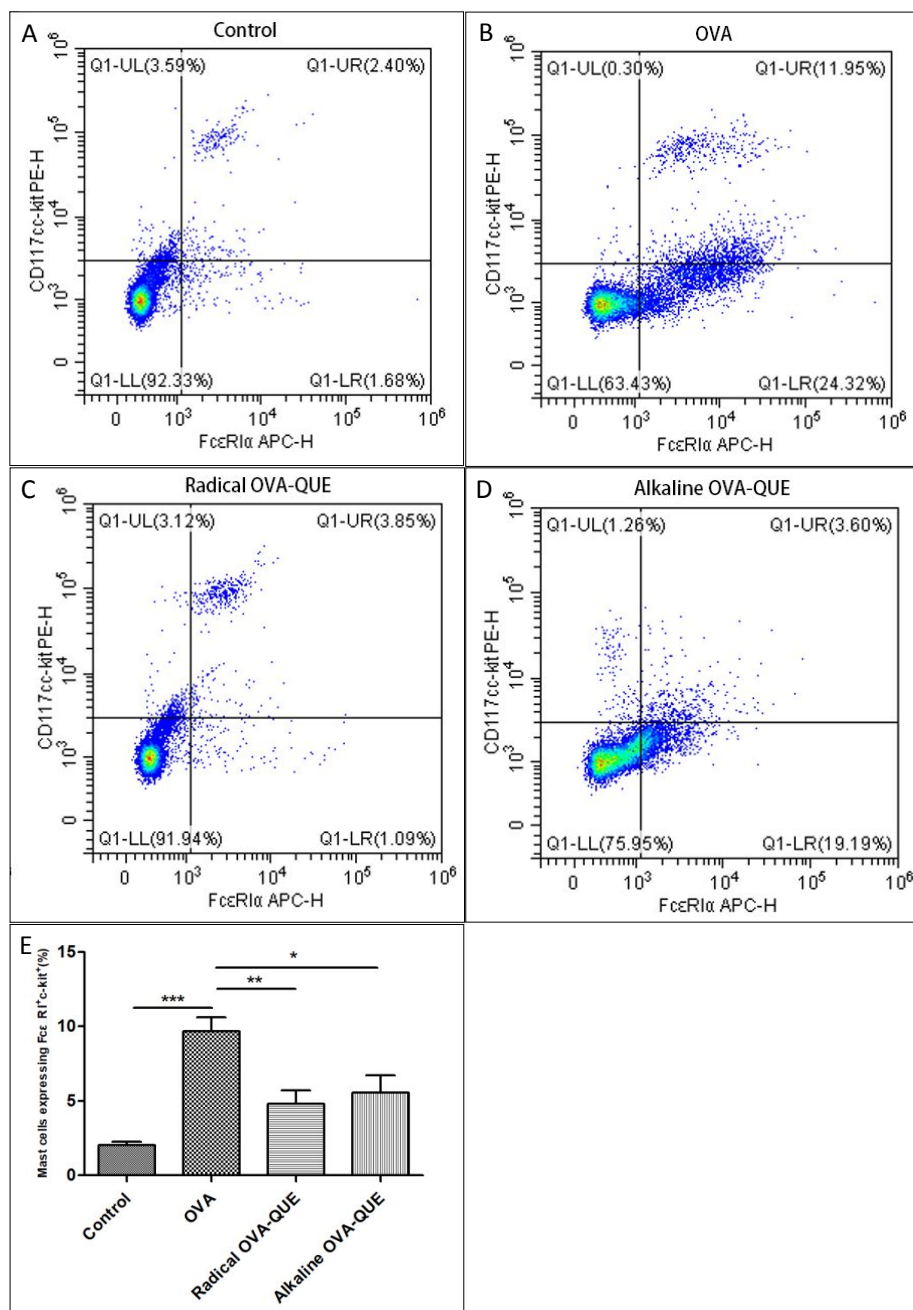 A
Control
Q1-UL(3.59%)
Q1-UR(2.40%)
CD117cc-kit PE-H
10^6
10^5
10^4
10^3
0
Q1-LL(92.33%)
Q1-LR(1.68%)
0
10^3
10^4
10^5
10^6
FcεRIα APC-H
B
OVA
Q1-UL(0.30%)
Q1-UR(11.95%)
CD117cc-kit PE-H
10^6
10^5
10^4
10^3
0
Q1-LL(63.43%)
Q1-LR(24.32%)
0
10^3
10^4
10^5
10^6
FcεRIα APC-H
C
Radical OVA-QUE
Q1-UL(3.12%)
Q1-UR(3.85%)
CD117cc-kit PE-H
10^6
10^5
10^4
10^3
0
Q1-LL(91.94%)
Q1-LR(1.09%)
0
10^3
10^4
10^5
10^6
FcεRIα APC-H
D
Alkaline OVA-QUE
Q1-UL(1.26%)
Q1-UR(3.60%)
CD117cc-kit PE-H
10^6
10^5
10^4
10^3
0
Q1-LL(75.95%)
Q1-LR(19.19%)
0
10^3
10^4
10^5
10^6
FcεRIα APC-H
E
Mast cells expressing Fcε RI+c-kit+(%)
15
10
5
0
***
**
*
Control
OVA
Radical OVA-QUE
Alkaline OVA-QUE